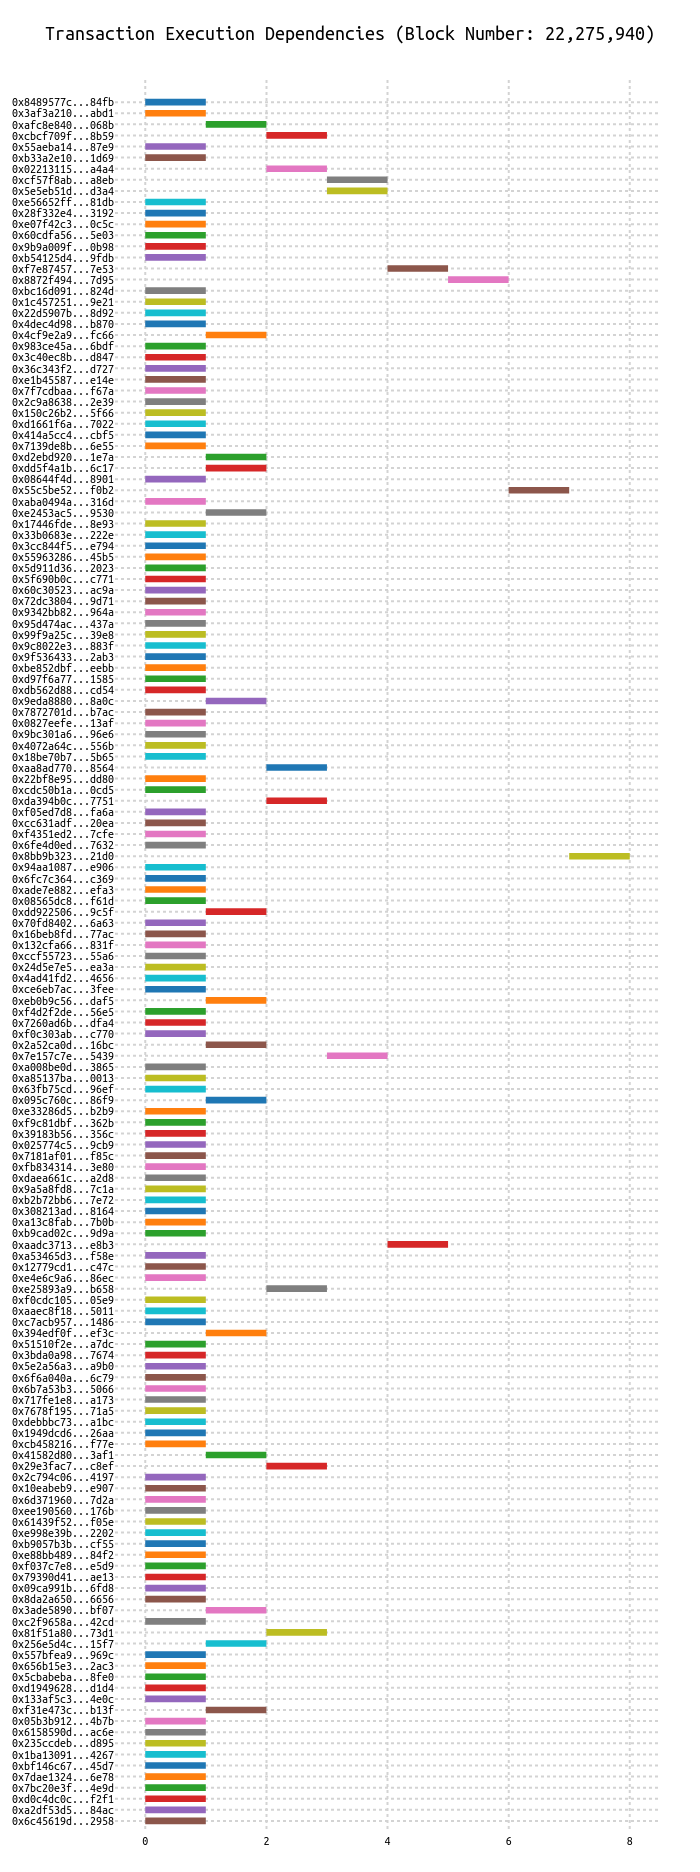 Transaction Execution Dependencies (Block Number: 22,275,940)
0x8489577c...84fb
0x3af3a210...abd1
0xafc8e840...068b
0xcbcf709f...8b59
0x55aeba14...87e9
0xb33a2e10...1d69
0x02213115...a4a4
0xcf57f8ab...a8eb
0x5e5eb51d...d3a4
0xe56652ff...81db
0x28f332e4...3192
0xe07f42c3...0c5c
0x60cdfa56...5e03
0x9b9a009f...0b98
0xb54125d4...9fdb
0xf7e87457...7e53
0x8872f494...7d95
0xbc16d091...824d
0x1c457251...9e21
0x22d5907b...8d92
0x4dec4d98...b870
0x4cf9e2a9...fc66
0x983ce45a...6bdf
0x3c40ec8b...d847
0x36c343f2...d727
0xe1b45587...e14e
0x7f7cdbaa...f67a
0x2c9a8638...2e39
0x150c26b2...5f66
0xd1661f6a...7022
0x414a5cc4...cbf5
0x7139de8b...6e55
0xd2ebd920...1e7a
0xdd5f4a1b...6c17
0x08644f4d...8901
0x55c5be52...f0b2
0xaba0494a...316d
0xe2453ac5...9530
0x17446fde...8e93
0x33b0683e...222e
0x3cc844f5...e794
0x55963286...45b5
0x5d911d36...2023
0x5f690b0c...c771
0x60c30523...ac9a
0x72dc3804...9d71
0x9342bb82...964a
0x95d474ac...437a
0x99f9a25c...39e8
0x9c8022e3...883f
0x9f536433...2ab3
0xbe852dbf...eebb
0xd97f6a77...1585
0xdb562d88...cd54
0x9eda8880...8a0c
0x7872701d...b7ac
0x0827eefe...13af
0x9bc301a6...96e6
0x4072a64c...556b
0x18be70b7...5b65
0xaa8ad770...8564
0x22bf8e95...dd80
0xcdc50b1a...0cd5
0xda394b0c...7751
0xf05ed7d8...fa6a
0xcc631adf...20ea
0xf4351ed2...7cfe
0x6fe4d0ed...7632
0x8bb9b323...21d0
0x94aa1087...e906
0x6fc7c364...c369
0xade7e882...efa3
0x08565dc8...f61d
0xdd922506...9c5f
0x70fd8402...6a63
0x16beb8fd...77ac
0x132cfa66...831f
0xccf55723...55a6
0x24d5e7e5...ea3a
0x4ad41fd2...4656
0xce6eb7ac...3fee
0xeb0b9c56...daf5
0xf4d2f2de...56e5
0x7260ad6b...dfa4
0xf0c303ab...c770
0x2a52ca0d...16bc
0x7e157c7e...5439
0xa008be0d...3865
0xa85137ba...0013
0x63fb75cd...96ef
0x095c760c...86f9
0xe33286d5...b2b9
0xf9c81dbf...362b
0x39183b56...356c
0x025774c5...9cb9
0x7181af01...f85c
0xfb834314...3e80
0xdaea661c...a2d8
0x9a5a8fd8...7c1a
0xb2b72bb6...7e72
0x308213ad...8164
0xa13c8fab...7b0b
0xb9cad02c...9d9a
0xaadc3713...e8b3
0xa53465d3...f58e
0x12779cd1...c47c
0xe4e6c9a6...86ec
0xe25893a9...b658
0xf0cdc105...05e9
0xaaec8f18...5011
0xc7acb957...1486
0x394edf0f...ef3c
0x51510f2e...a7dc
0x3bda0a98...7674
0x5e2a56a3...a9b0
0x6f6a040a...6c79
0x6b7a53b3...5066
0x717fe1e8...a173
0x7678f195...71a5
0xdebbbc73...a1bc
0x1949dcd6...26aa
0xcb458216...f77e
0x41582d80...3af1
0x29e3fac7...c8ef
0x2c794c06...4197
0x10eabeb9...e907
0x6d371960...7d2a
0xee190560...176b
0x61439f52...f05e
0xe998e39b...2202
0xb9057b3b...cf55
0xe88bb489...84f2
0xf037c7e8...e5d9
0x79390d41...ae13
0x09ca991b...6fd8
0x8da2a650...6656
0x3ade5890...bf07
0xc2f9658a...42cd
0x81f51a80...73d1
0x256e5d4c...15f7
0x557bfea9...969c
0x656b15e3...2ac3
0x5cbabeba...8fe0
0xd1949628...d1d4
0x133af5c3...4e0c
0xf31e473c...b13f
0x05b3b912...4b7b
0x6158590d...ac6e
0x235ccdeb...d895
0x1ba13091...4267
0xbf146c67...45d7
0x7dae1324...6e78
0x7bc20e3f...4e9d
0xd0c4dc0c...f2f1
0xa2df53d5...84ac
0x6c45619d...2958
0 2 4 6 8